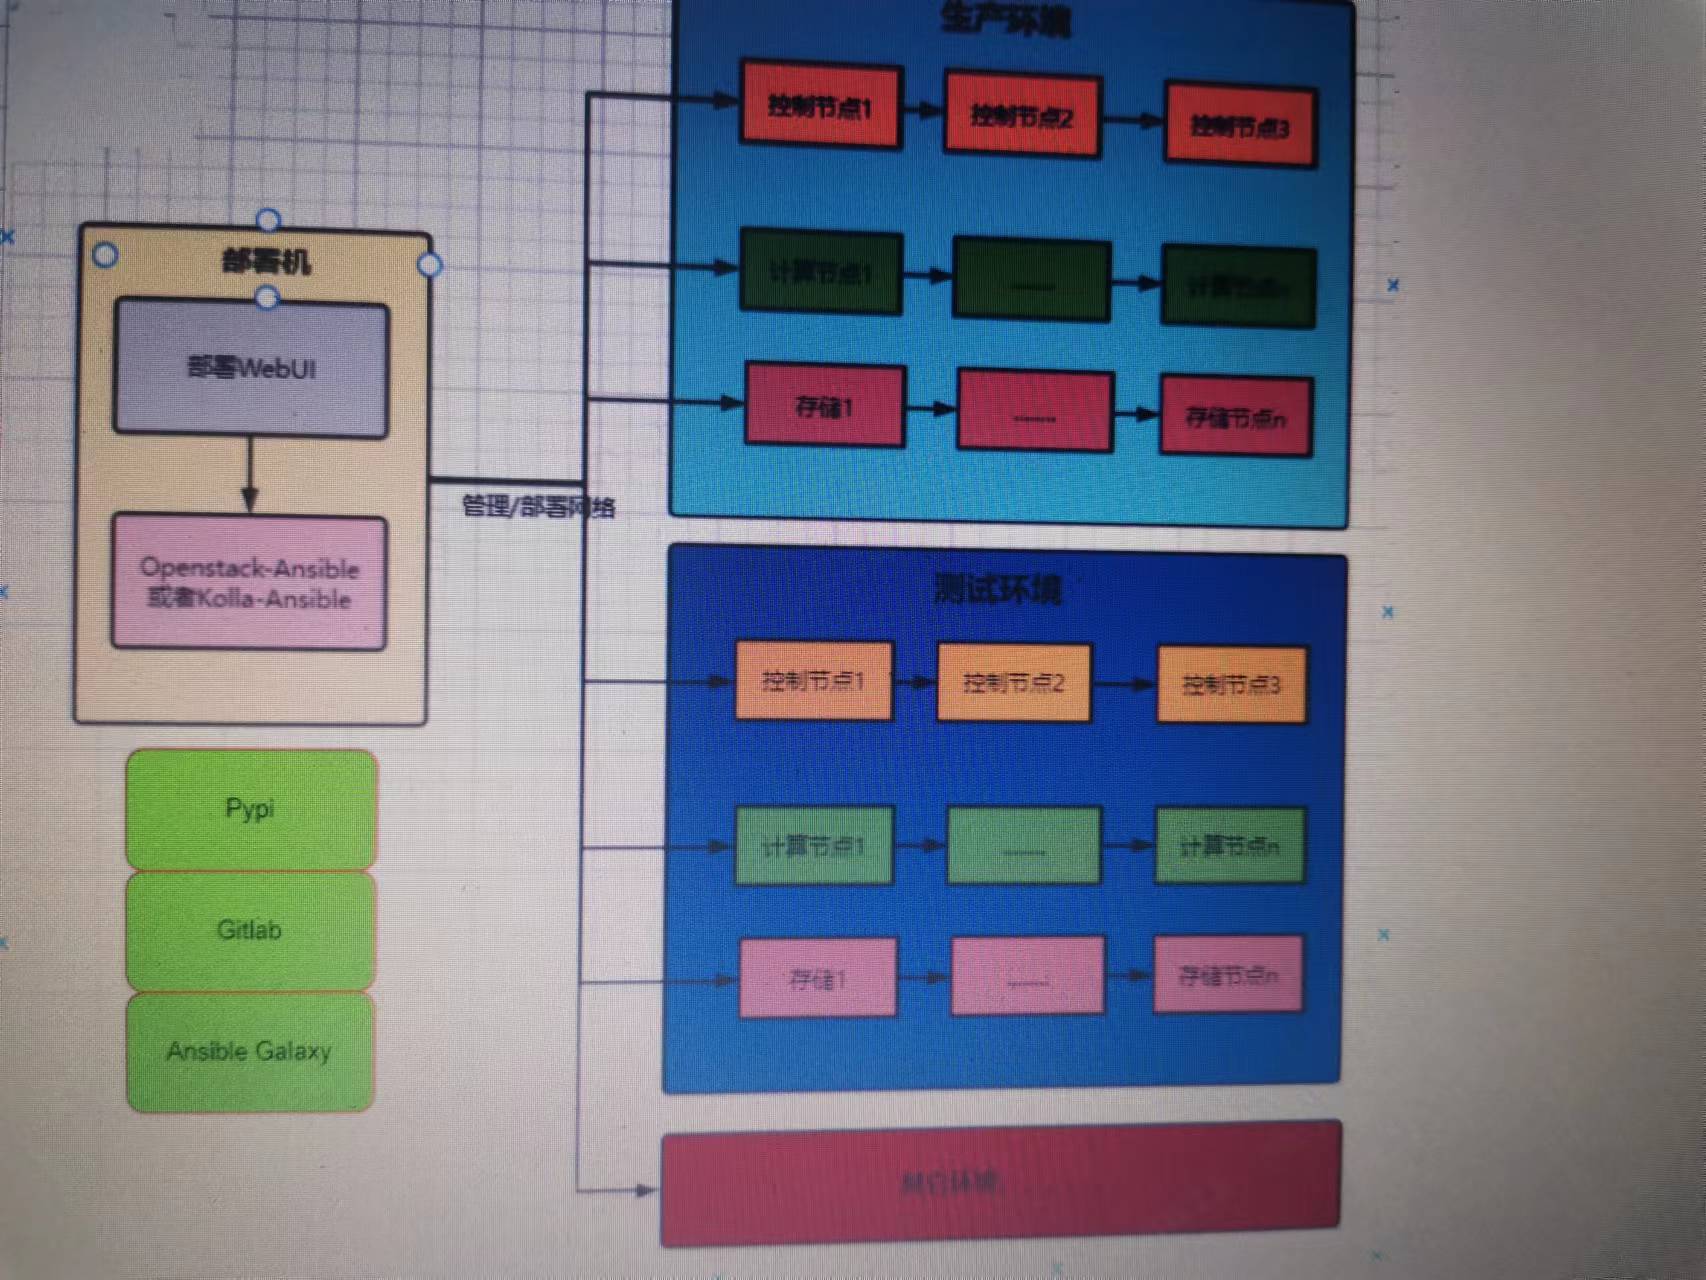 生产环境
控制节点1
控制节点2
控制节点3
计算节点1
......
计算节点n
存储1
.......
存储节点n
部署机
部署WebUI
Openstack-Ansible
或者Kolla-Ansible
管理/部署网络
测试环境
控制节点1
控制节点2
控制节点3
计算节点1
......
计算节点n
存储1
......
存储节点n
Pypi
Gitlab
Ansible Galaxy